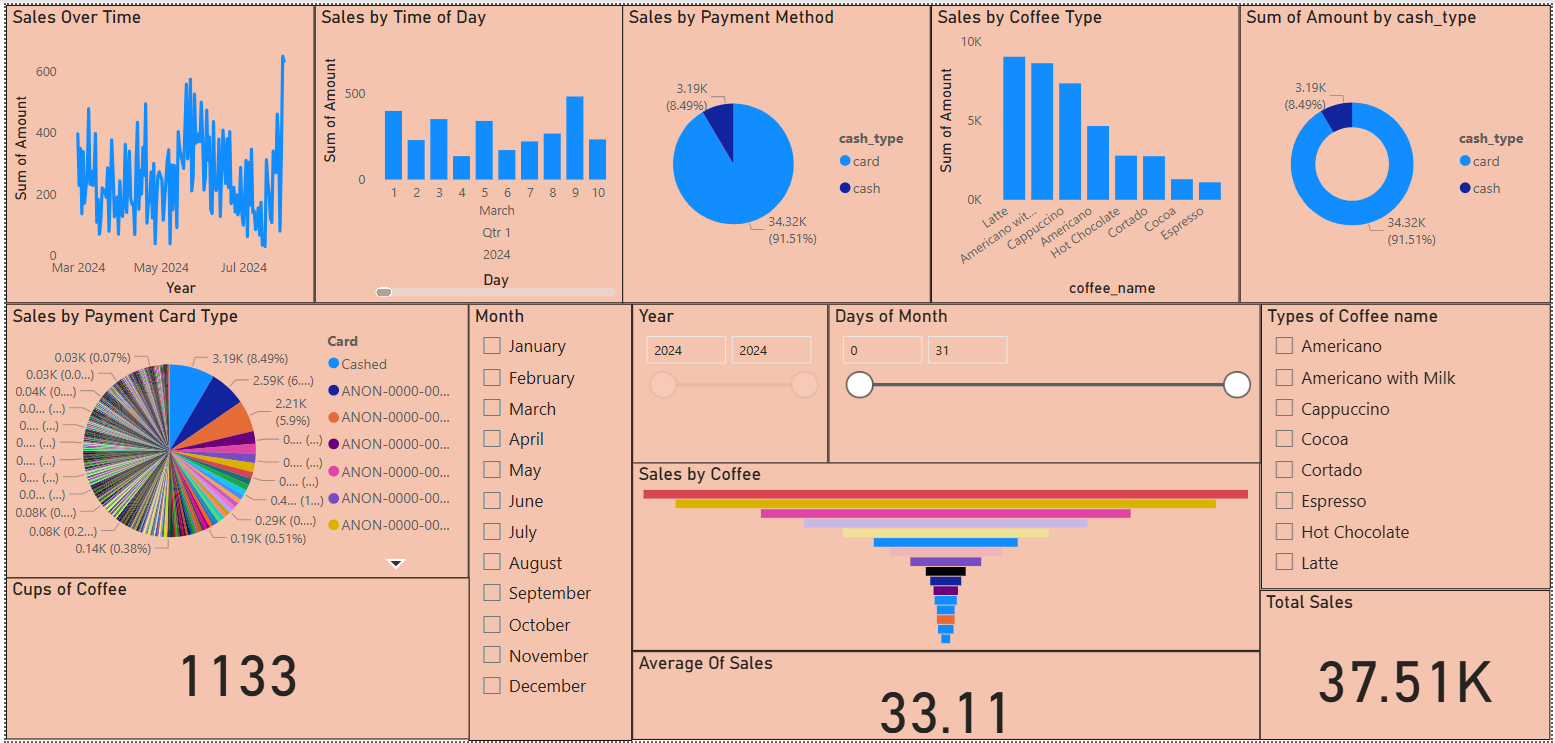 Sales Over Time
Sum of Amount
600
400
200
0
Mar 2024
May 2024
Jul 2024
Year
Sales by Time of Day
Sum of Amount
500
0
1 2 3 4 5 6 7 8 9 10
March
Qtr 1
2024
Day
Sales by Payment Method
3.19K
(8.49%)
34.32K
(91.51%)
cash_type
card
cash
Sales by Coffee Type
Sum of Amount
10K
5K
0K
Latte
Americano wit...
Cappuccino
Americano
Hot Chocolate
Cortado
Cocoa
Espresso
coffee_name
Sum of Amount by cash_type
3.19K
(8.49%)
34.32K
(91.51%)
cash_type
card
cash
Sales by Payment Card Type
0.03K (0.07%)
0.03K (0.0...)
0.04K (0....)
0.0... (...)
0.... (...)
0.... (...)
0.... (...)
0.... (...)
0.0... (...)
0.08K (0....)
0.08K (0.2...)
0.14K (0.38%)
3.19K (8.49%)
2.59K (6....)
2.21K
(5.9%)
0.... (...)
0.... (...)
0.... (...)
0.4... (1...)
0.29K (0....)
0.19K (0.51%)
Card
Cashed
ANON-0000-00...
ANON-0000-00...
ANON-0000-00...
ANON-0000-00...
ANON-0000-00...
ANON-0000-00...
Month
January
February
March
April
May
June
July
August
September
October
November
December
Year
2024 2024
Days of Month
0 31
Types of Coffee name
Americano
Americano with Milk
Cappuccino
Cocoa
Cortado
Espresso
Hot Chocolate
Latte
Sales by Coffee
Cups of Coffee
1133
Average Of Sales
33.11
Total Sales
37.51K